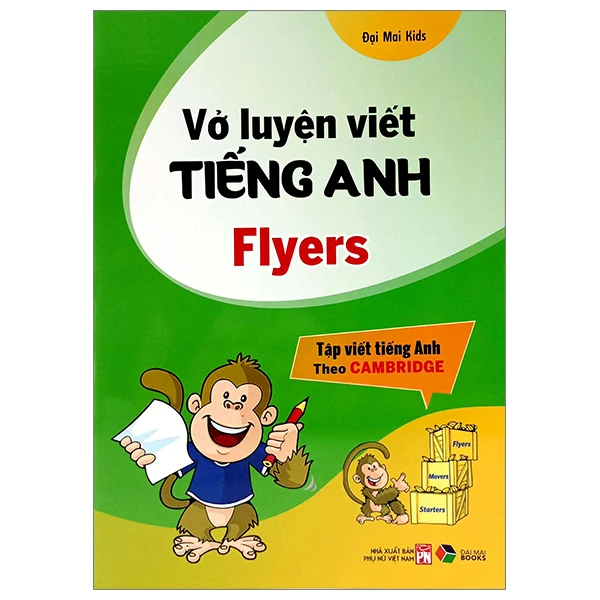 Đại Mai Kids
Vở luyện viết
TIẾNG ANH
Flyers
Tập viết tiếng Anh
Theo CAMBRIDGE
Flyers
Movers
Starters
NHÀ XUẤT BẢN
PHỤ NỮ VIỆT NAM
PN
ĐẠI MAI
BOOKS